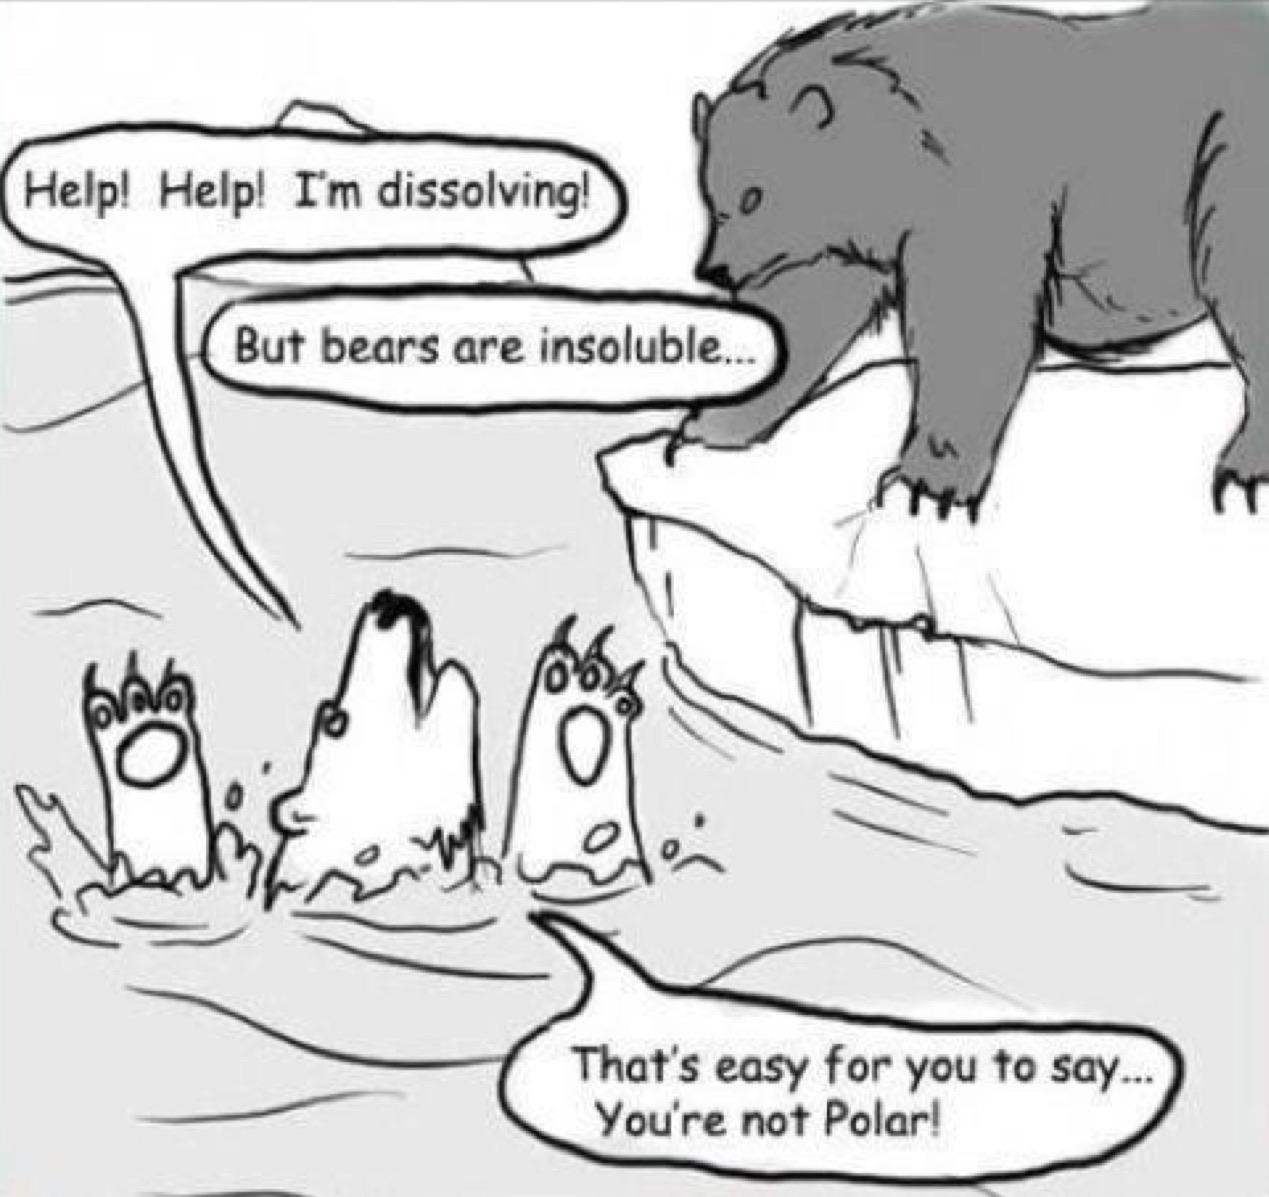 Help! Help! I'm dissolving!
But bears are insoluble...
That's easy for you to say...
You're not Polar!